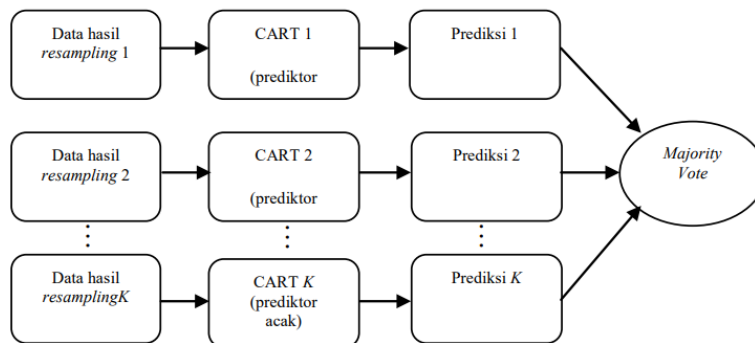 Data hasil
resampling 1
CART 1
(prediktor
Prediksi 1
Data hasil
resampling 2
CART 2
(prediktor
Prediksi 2
Majority
Vote
Data hasil
resamplingK
CART K
(prediktor
acak)
Prediksi K